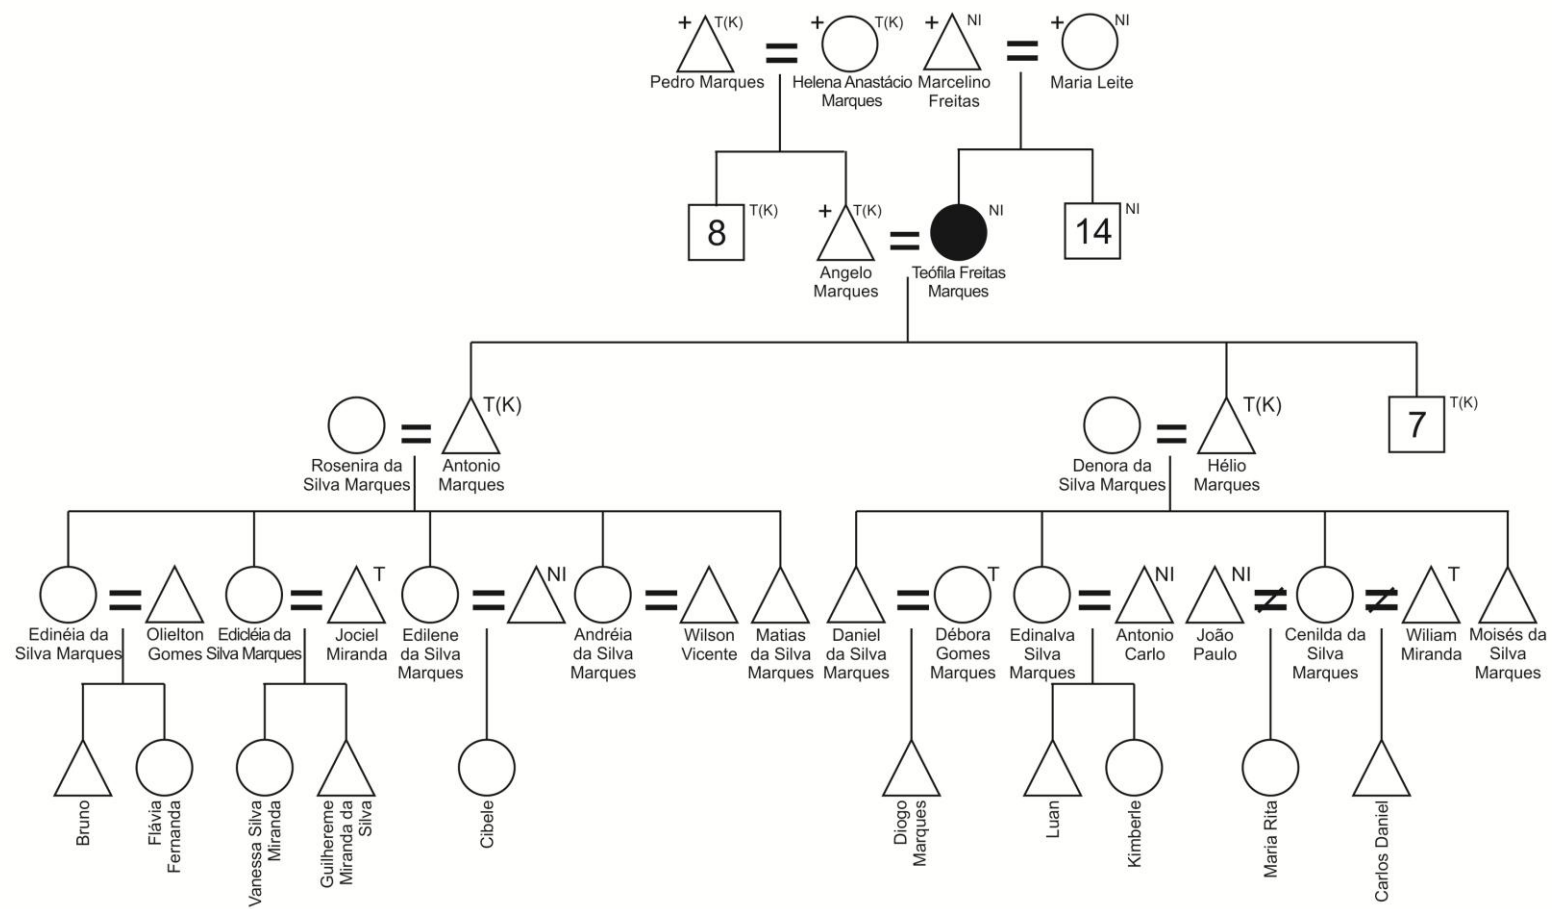 + T(K) + T(K) + NI + NI
= =
Pedro Marques
Helena Anastácio
Marques
Marcelino
Freitas
Maria Leite
8 T(K)
+ T(K)
=
NI
14 NI
Angelo
Marques
Teófila Freitas
Marques
=
T(K)
Rosenira da
Silva Marques
Antonio
Marques
=
T(K)
Denora da
Silva Marques
Hélio
Marques
7 T(K)
=
Edinéia da
Silva Marques
Olielton
Gomes
=
T
Edicléia da
Silva Marques
Jociel
Miranda
=
NI
Edilene
da Silva
Marques
=
Andréia
da Silva
Marques
Wilson
Vicente
Matias
da Silva
Marques
=
T
Daniel
da Silva
Marques
Débora
Gomes
Marques
=
NI
Edinalva
Silva
Marques
Antonio
Carlo
NI
≠
João
Paulo
Cenilda da
Silva
Marques
≠
T
Wiliam
Miranda
Moisés da
Silva
Marques
Bruno
Flávia
Fernanda
Vanessa Silva
Miranda
Guilhereme
Miranda da
Silva
Cibele
Diogo
Marques
Luan
Kimberle
Maria Rita
Carlos Daniel